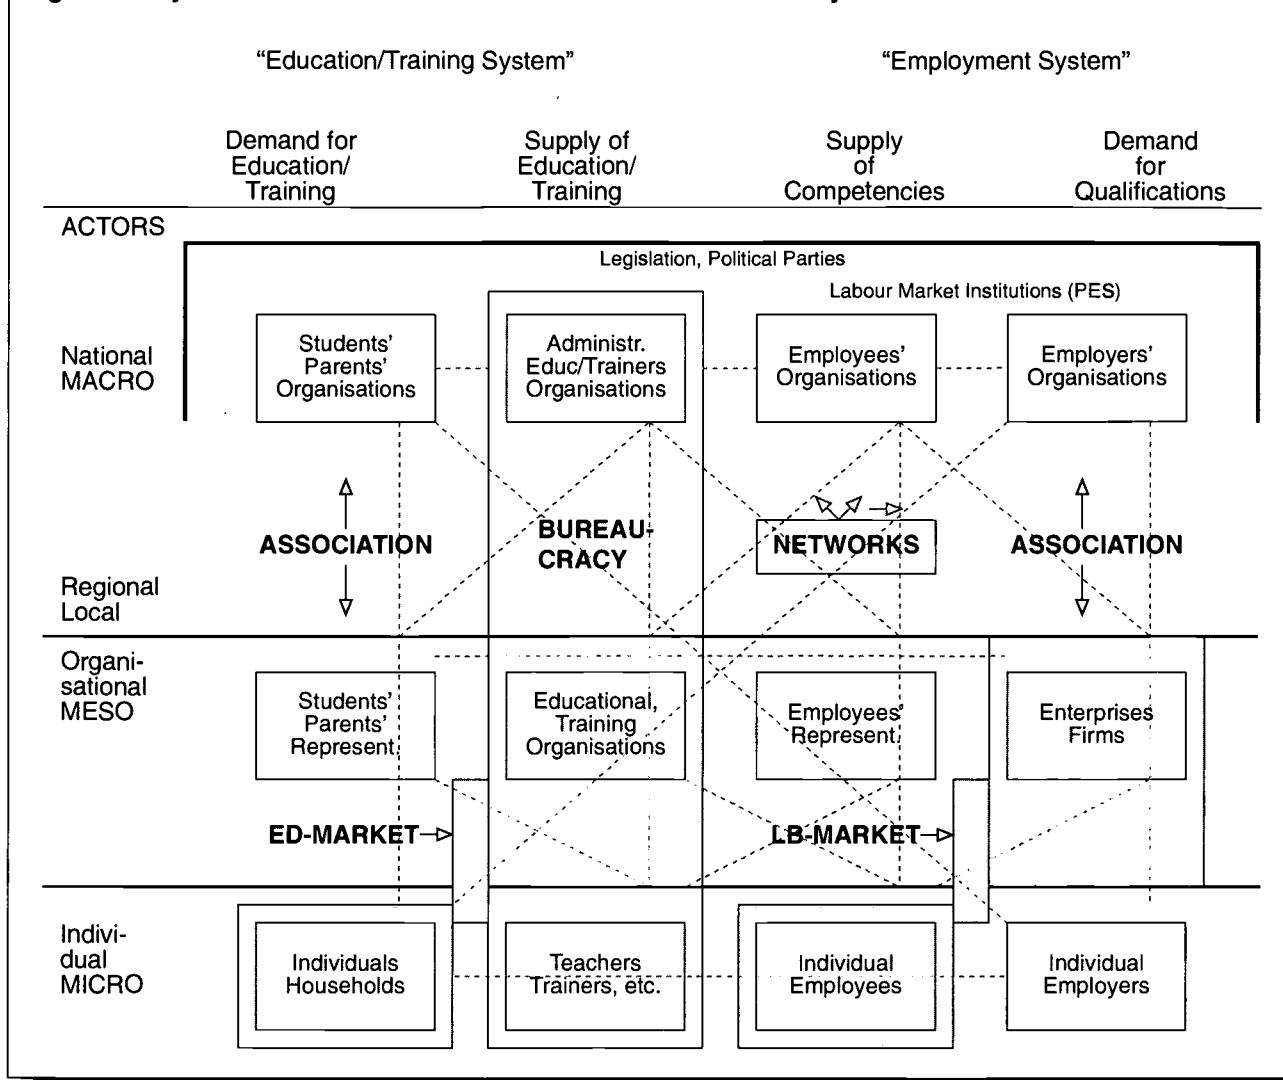 “Education/Training System”
“Employment System”
Demand for
Education/
Training
Supply of
Education/
Training
Supply
of
Competencies
Demand
for
Qualifications
ACTORS
Legislation, Political Parties
Labour Market Institutions (PES)
National
MACRO
Students’
Parents’
Organisations
Administr.
Educ/Trainers
Organisations
Employees’
Organisations
Employers’
Organisations
ASSOCIATION
BUREAU-
CRACY
NETWORKS
ASSOCIATION
Regional
Local
Organi-
sational
MESO
Students’
Parents’
Represent.
Educational,
Training
Organisations
Employees’
Represent.
Enterprises
Firms
ED-MARKET
LB-MARKET
Indivi-
dual
MICRO
Individuals
Households
Teachers
Trainers, etc.
Individual
Employees
Individual
Employers